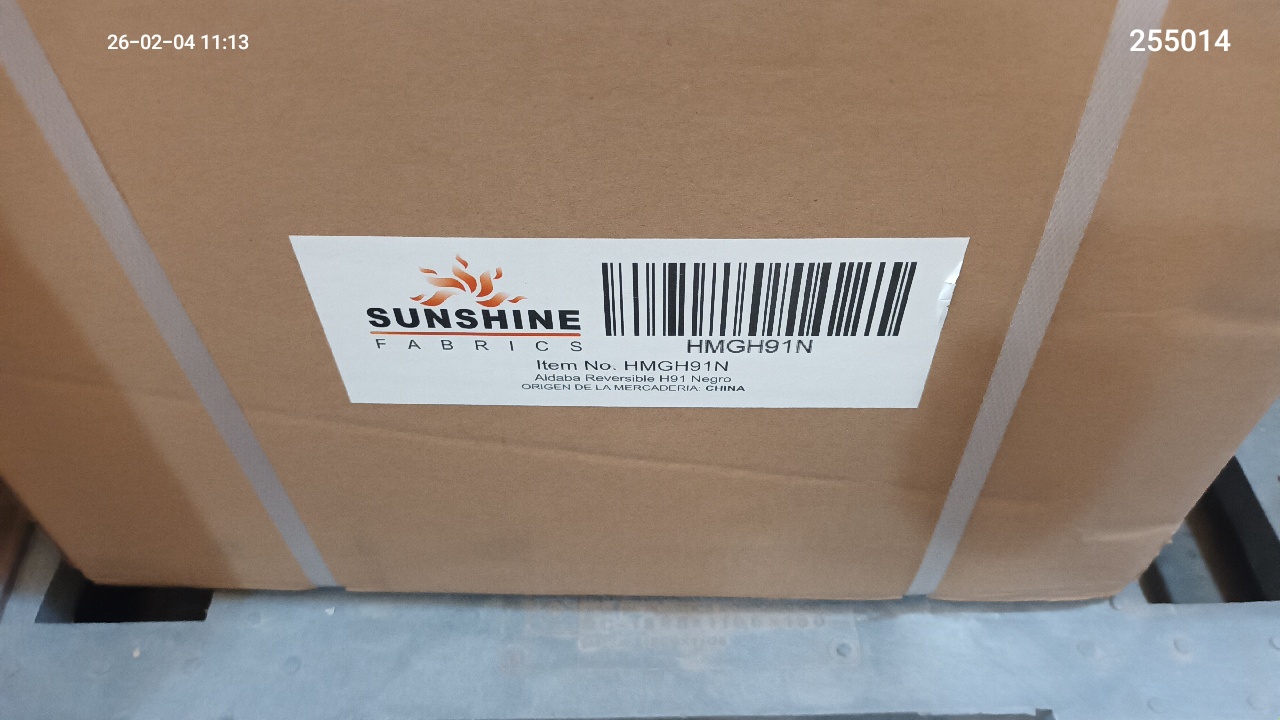 26-02-04 11:13
255014
SUNSHINE
FABRICS
HMGH91N
Item No. HMGH91N
Aldaba Reversible H91 Negro
ORIGEN DE LA MERCADERIA: CHINA